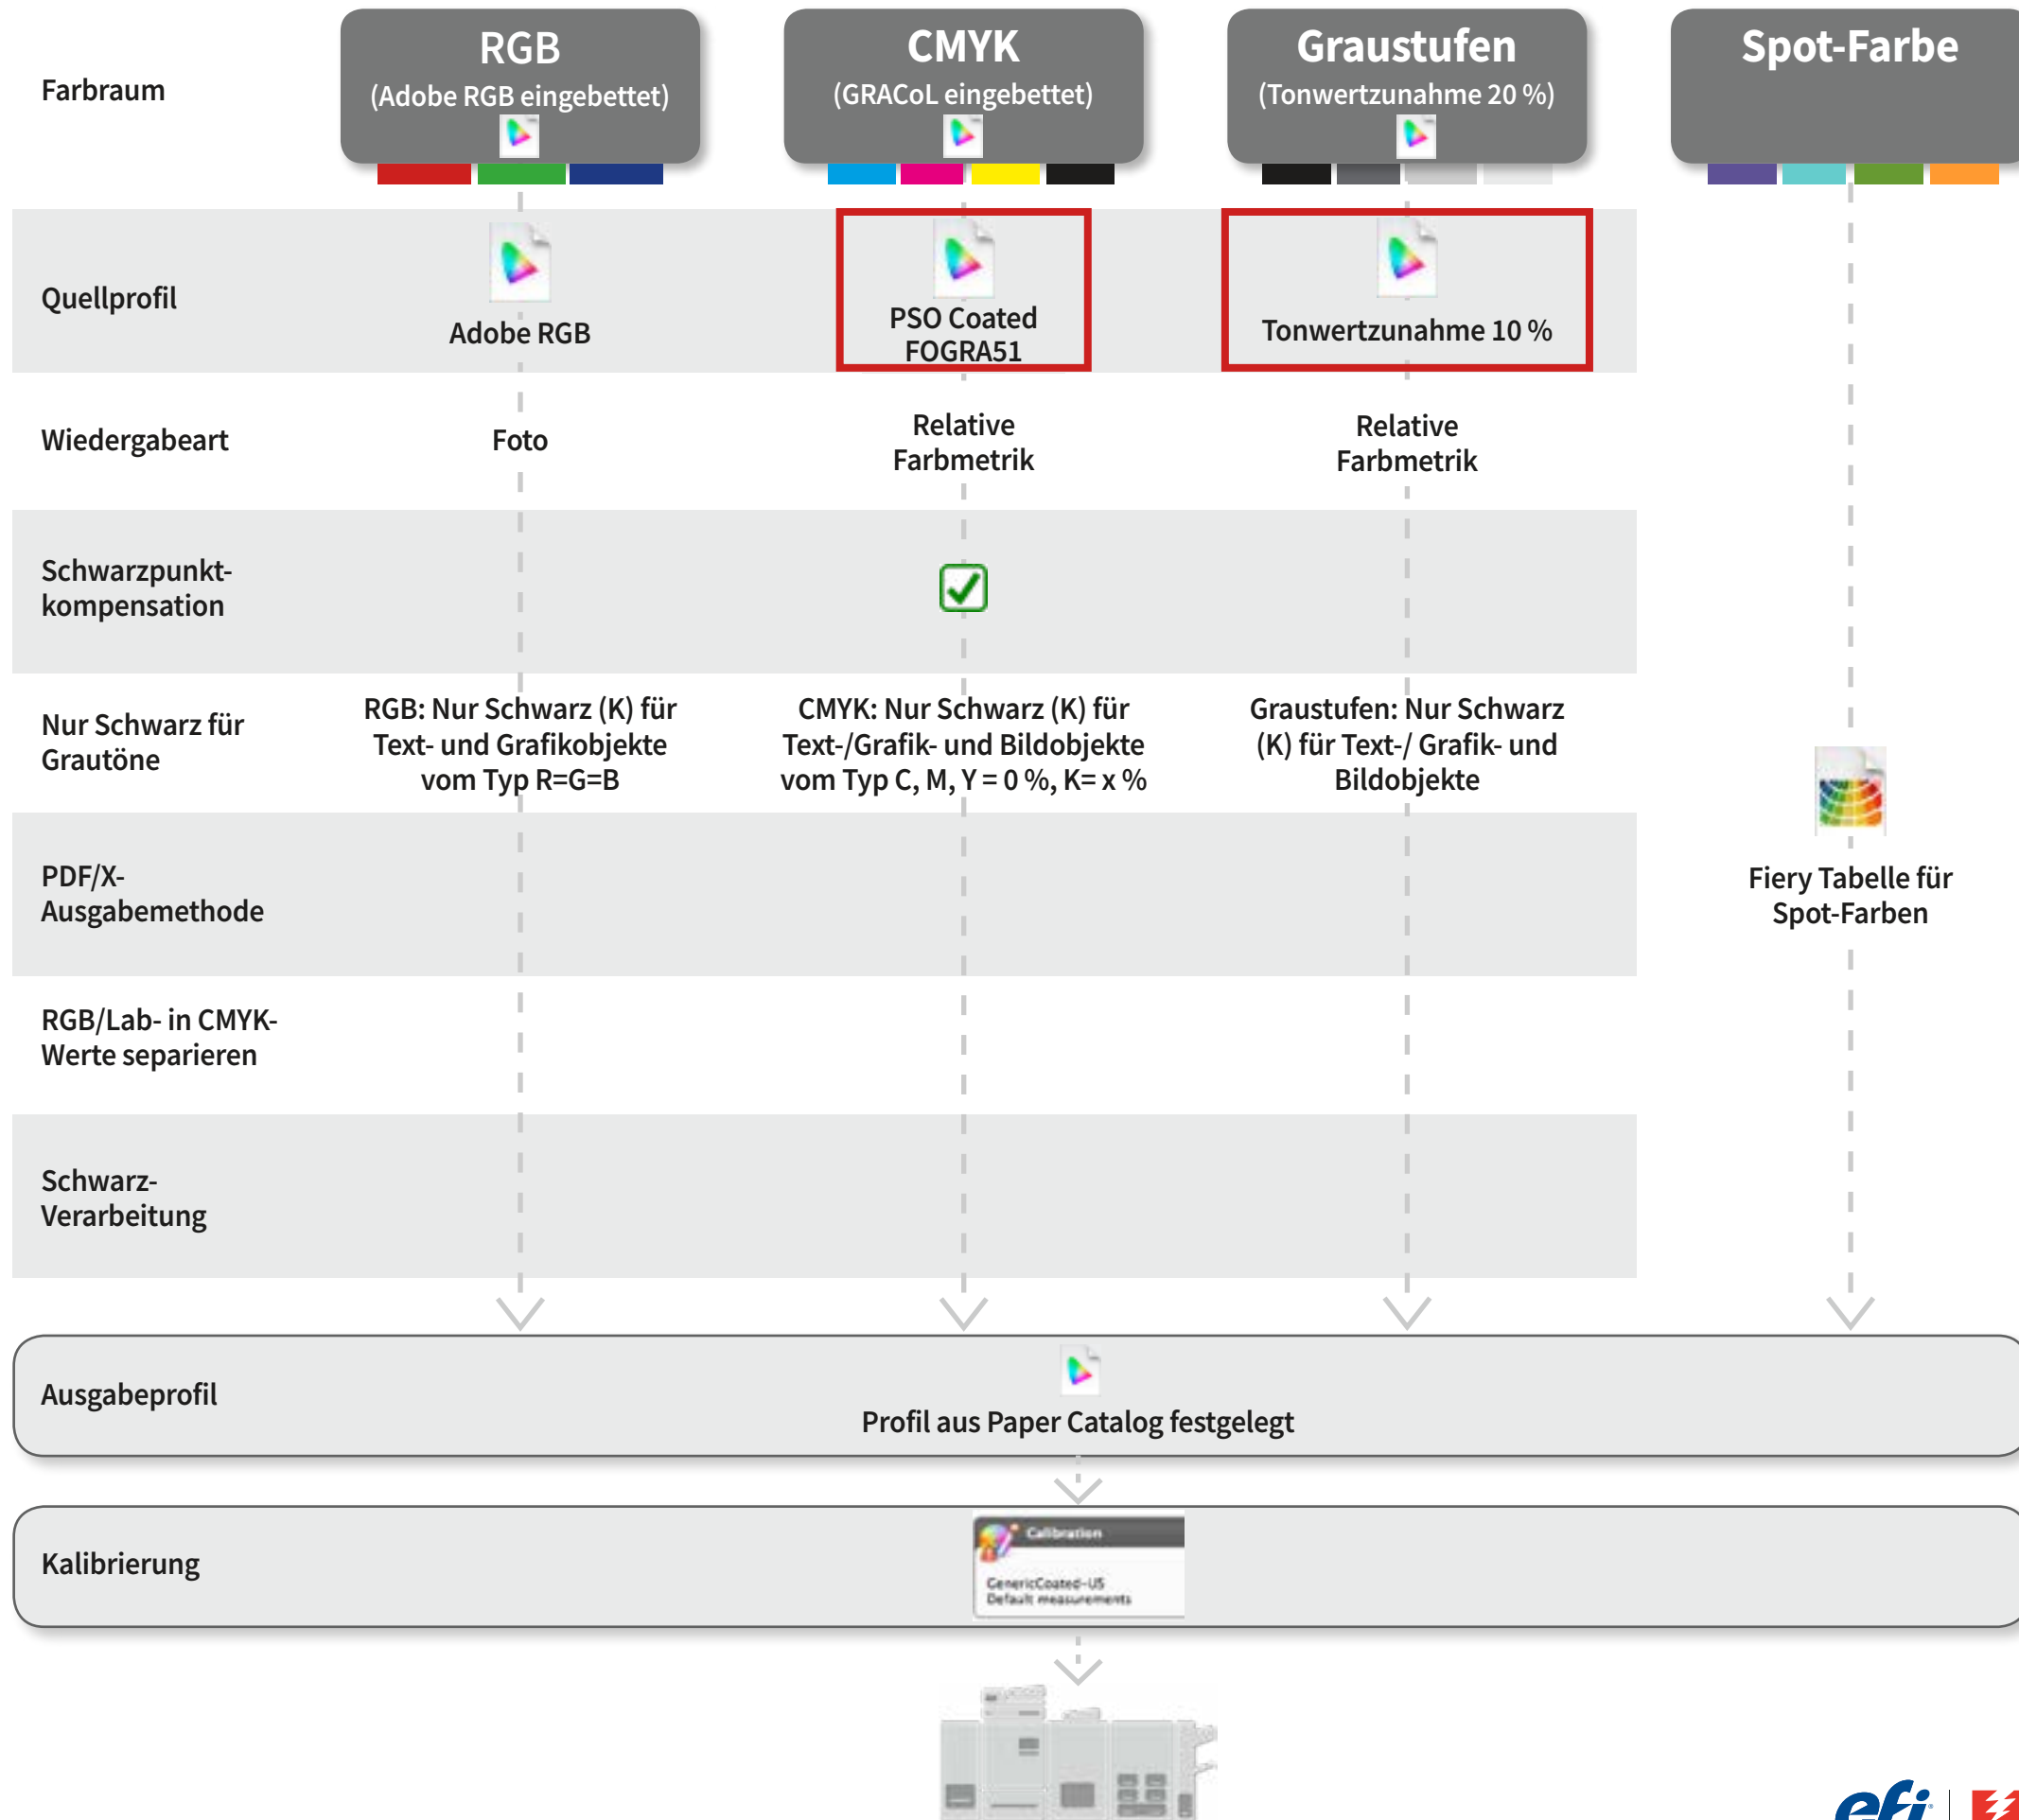 Farbraum
RGB
(Adobe RGB eingebettet)
CMYK
(GRACoL eingebettet)
Graustufen
(Tonwertzunahme 20 %)
Spot-Farbe
Quellprofil
Adobe RGB
PSO Coated
FOGRA51
Tonwertzunahme 10 %
Wiedergabeart
Foto
Relative
Farbmetrik
Relative
Farbmetrik
Schwarzpunkt-
kompensation
Nur Schwarz für
Grautöne
RGB: Nur Schwarz (K) für
Text- und Grafikobjekte
vom Typ R=G=B
CMYK: Nur Schwarz (K) für
Text-/Grafik- und Bildobjekte
vom Typ C, M, Y = 0 %, K= x %
Graustufen: Nur Schwarz
(K) für Text-/ Grafik- und
Bildobjekte
PDF/X-
Ausgabemethode
Fiery Tabelle für
Spot-Farben
RGB/Lab- in CMYK-
Werte separieren
Schwarz-
Verarbeitung
Ausgabeprofil
Profil aus Paper Catalog festgelegt
Kalibrierung
Calibration
GenericCoated-US
Default measurements
efi